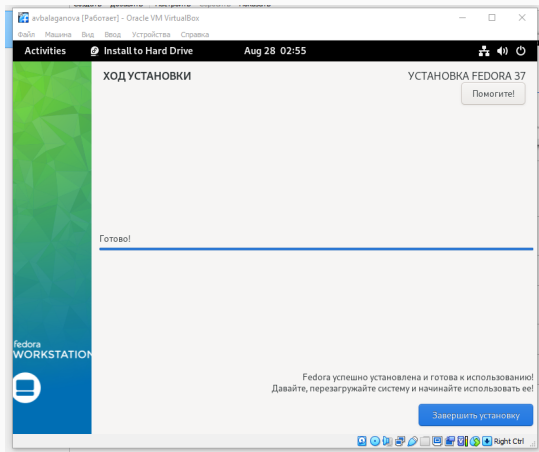 avbalaganova [Работает] - Oracle VM VirtualBox
Файл Машина Вид Ввод Устройства Справка
Activities Install to Hard Drive Aug 28 02:55
ХОД УСТАНОВКИ
УСТАНОВКА FEDORA 37
Помогите!
Готово!
fedora
WORKSTATION
Fedora успешно установлена и готова к использованию!
Давайте, перезагружайте систему и начинайте использовать ее!
Завершить установку
Right Ctrl